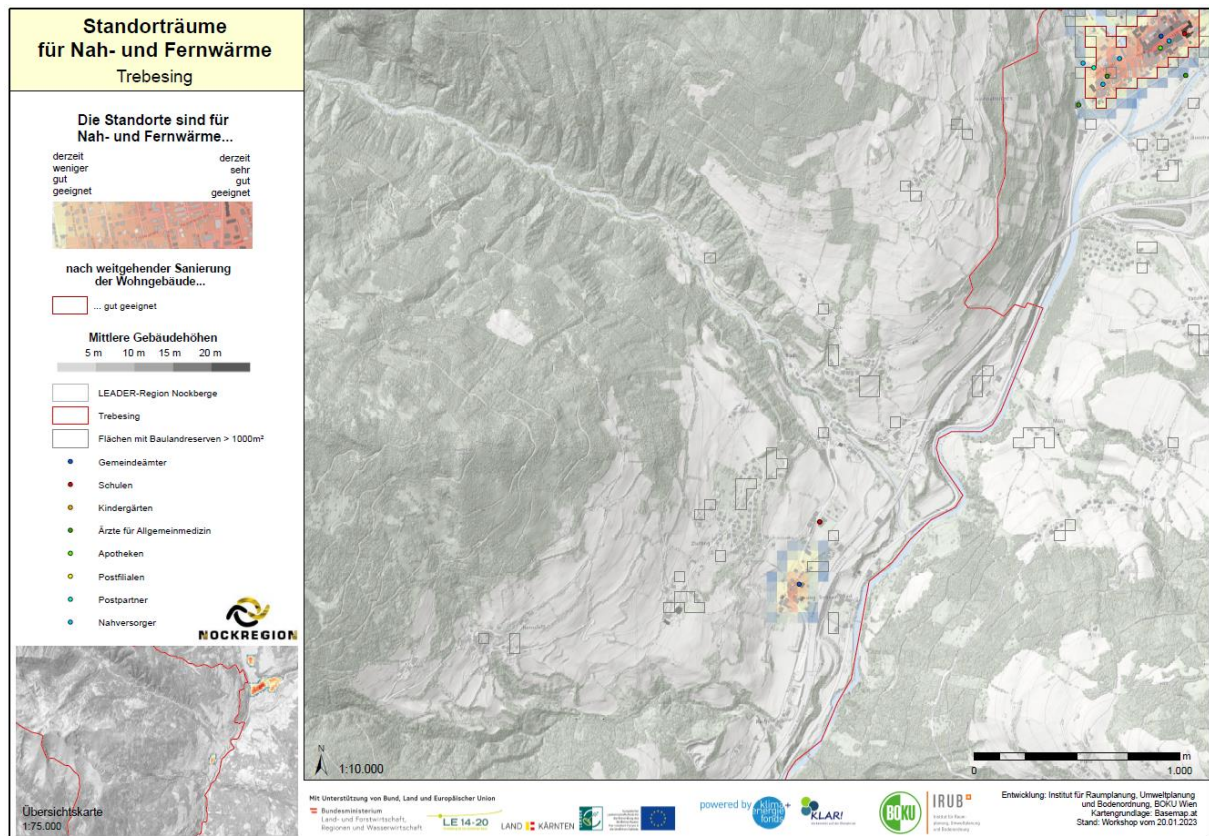 Standorträume
für Nah- und Fernwärme
Trebesing
Die Standorte sind für
Nah- und Fernwärme...
derzeit
weniger
gut
geeignet
derzeit
sehr
gut
geeignet
nach weitgehender Sanierung
der Wohngebäude...
... gut geeignet
Mittlere Gebäudehöhen
5 m 10 m 15 m 20 m
LEADER-Region Nockberge
Trebesing
Flächen mit Baulandreserven > 1000m²
Gemeindeämter
Schulen
Kindergärten
Ärzte für Allgemeinmedizin
Apotheken
Postfilialen
Postpartner
Nahversorger
NOCKREGION
Übersichtskarte
1:75.000
N
1:10.000
m
0 1.000
Mit Unterstützung von Bund, Land und Europäischer Union
Bundesministerium
Land- und Forstwirtschaft,
Regionen und Wasserwirtschaft
LE 14-20
LAND KÄRNTEN
powered by klima+
energie
fonds
KLAR!
BOKU
IRUB
Entwicklung: Institut für Raumplanung, Umweltplanung
und Bodenordnung, BOKU Wien
Kartengrundlage: Basemap.at
Stand: Workshop vom 20.01.2023